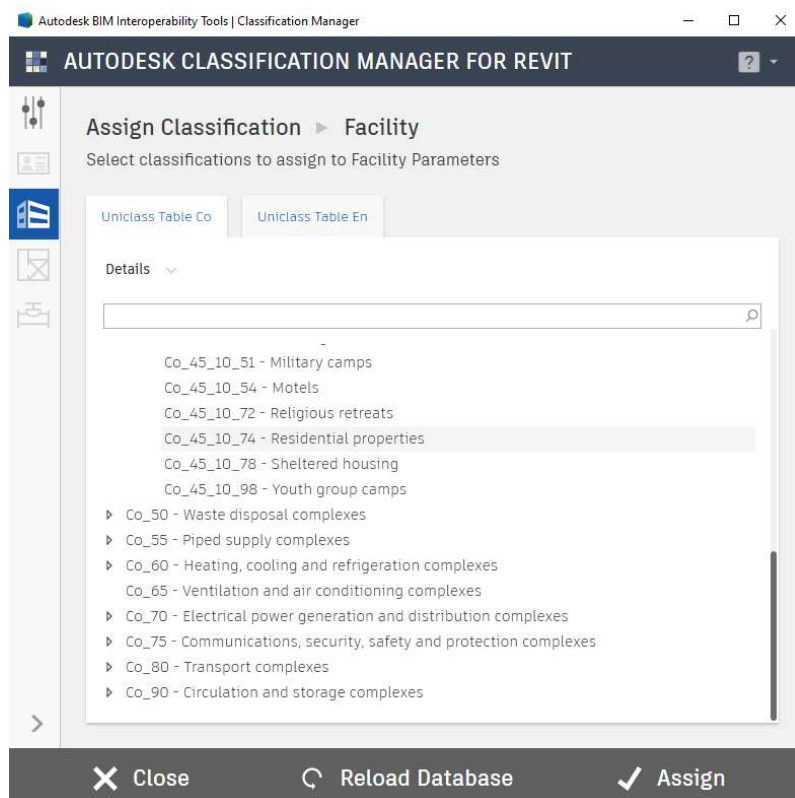 Autodesk BIM Interoperability Tools | Classification Manager
AUTODESK CLASSIFICATION MANAGER FOR REVIT
?
Assign Classification ▶ Facility
Select classifications to assign to Facility Parameters
Uniclass Table Co
Uniclass Table En
Details
Co_45_10_51 - Military camps
Co_45_10_54 - Motels
Co_45_10_72 - Religious retreats
Co_45_10_74 - Residential properties
Co_45_10_78 - Sheltered housing
Co_45_10_98 - Youth group camps
Co_50 - Waste disposal complexes
Co_55 - Piped supply complexes
Co_60 - Heating, cooling and refrigeration complexes
Co_65 - Ventilation and air conditioning complexes
Co_70 - Electrical power generation and distribution complexes
Co_75 - Communications, security, safety and protection complexes
Co_80 - Transport complexes
Co_90 - Circulation and storage complexes
Close
Reload Database
Assign